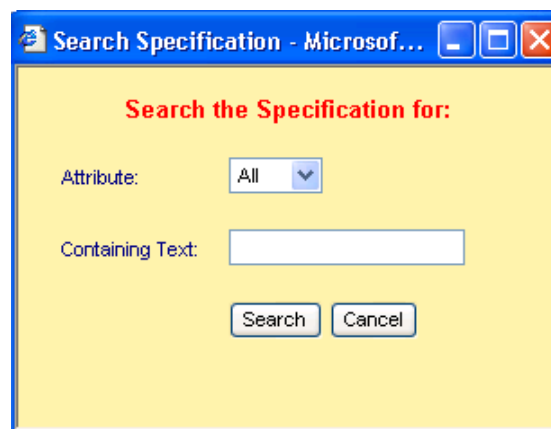 Search Specification - Microsof...
Search the Specification for:
Attribute: All
Containing Text:
Search Cancel